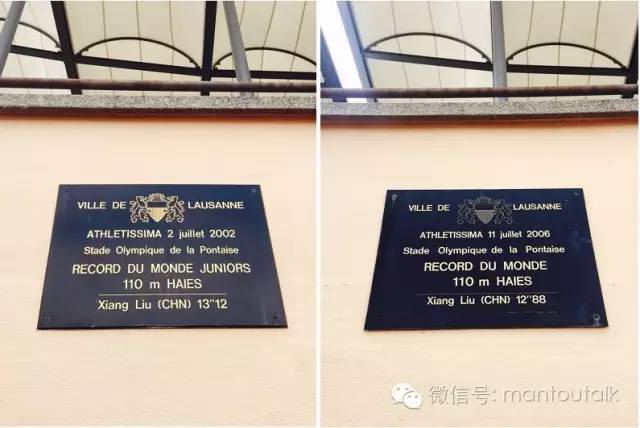 VILLE DE LAUSANNE
ATHLETISSIMA 2 juillet 2002
Stade Olympique de la Pontaise
RECORD DU MONDE JUNIORS
110 m HAIES
Xiang Liu (CHN) 13"12
VILLE DE LAUSANNE
ATHLETISSIMA 11 juillet 2006
Stade Olympique de la Pontaise
RECORD DU MONDE
110 m HAIES
Xiang Liu (CHN) 12"88
微信号: mantoutalk